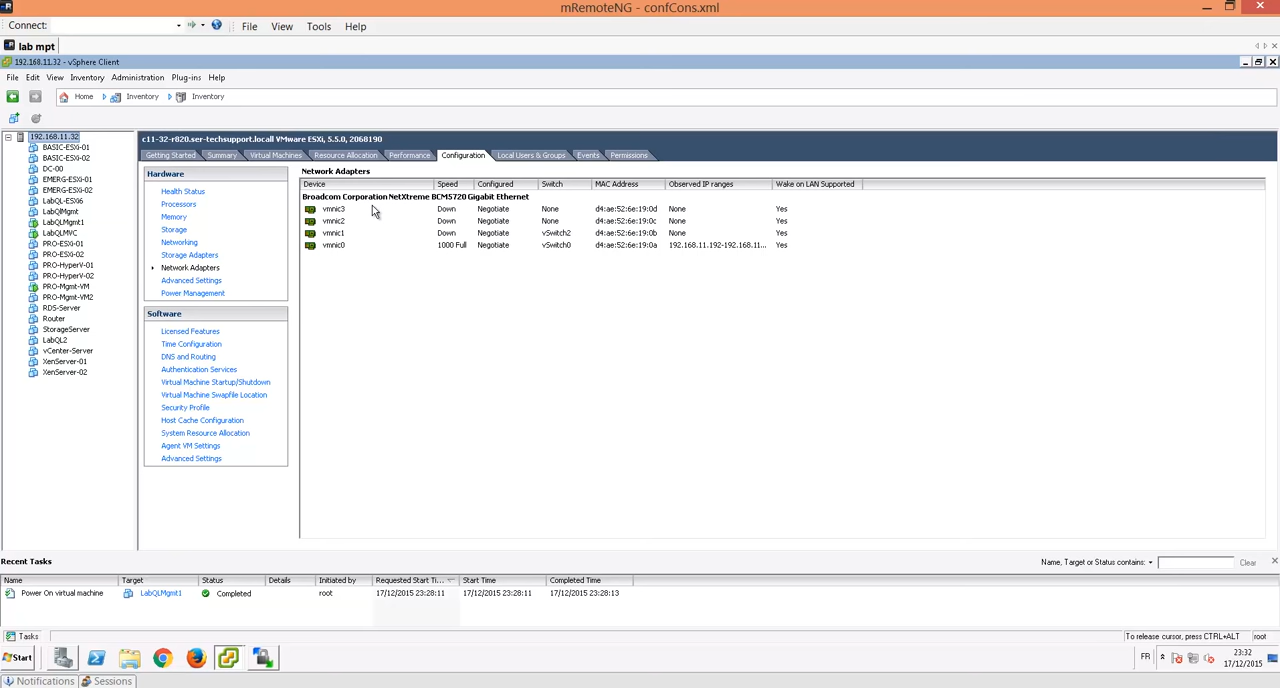 mRemoteNG - confCons.xml
Connect: File View Tools Help
lab mpt
192.168.11.32 - vSphere Client
File Edit View Inventory Administration Plug-ins Help
Home Inventory Inventory
192.168.11.32
BASIC-ESXi-01
BASIC-ESXi-02
DC-00
EMERG-ESXi-01
EMERG-ESXi-02
LabQL-ESXi6
LabQlMgmt
LabQLMgmt1
LabQLMVC
PRO-ESXi-01
PRO-ESXi-02
PRO-HyperV-01
PRO-HyperV-02
PRO-Mgmt-VM
PRO-Mgmt-VM2
RDS-Server
Router
StorageServer
LabQL2
vCenter-Server
XenServer-01
XenServer-02
c11-32-r820.ser-techsupport.locall VMware ESXi, 5.5.0, 2068190
Getting Started Summary Virtual Machines Resource Allocation Performance Configuration Local Users & Groups Events Permissions
Hardware
Health Status
Processors
Memory
Storage
Networking
Storage Adapters
Network Adapters
Advanced Settings
Power Management
Software
Licensed Features
Time Configuration
DNS and Routing
Authentication Services
Virtual Machine Startup/Shutdown
Virtual Machine Swapfile Location
Security Profile
Host Cache Configuration
System Resource Allocation
Agent VM Settings
Advanced Settings
Network Adapters
Device Speed Configured Switch MAC Address Observed IP ranges Wake on LAN Supported
Broadcom Corporation NetXtreme BCM5720 Gigabit Ethernet
vmnic3 Down Negotiate None d4:ae:52:6e:19:0d None Yes
vmnic2 Down Negotiate None d4:ae:52:6e:19:0c None Yes
vmnic1 Down Negotiate vSwitch2 d4:ae:52:6e:19:0b None Yes
vmnic0 1000 Full Negotiate vSwitch0 d4:ae:52:6e:19:0a 192.168.11.192-192.168.11... Yes
Recent Tasks
Name, Target or Status contains: Clear
Name Target Status Details Initiated by Requested Start Ti... Start Time Completed Time
Power On virtual machine LabQLMgmt1 Completed root 17/12/2015 23:28:11 17/12/2015 23:28:11 17/12/2015 23:28:13
Tasks To release cursor, press CTRL+ALT root
Start FR 23:32
17/12/2015
Notifications Sessions